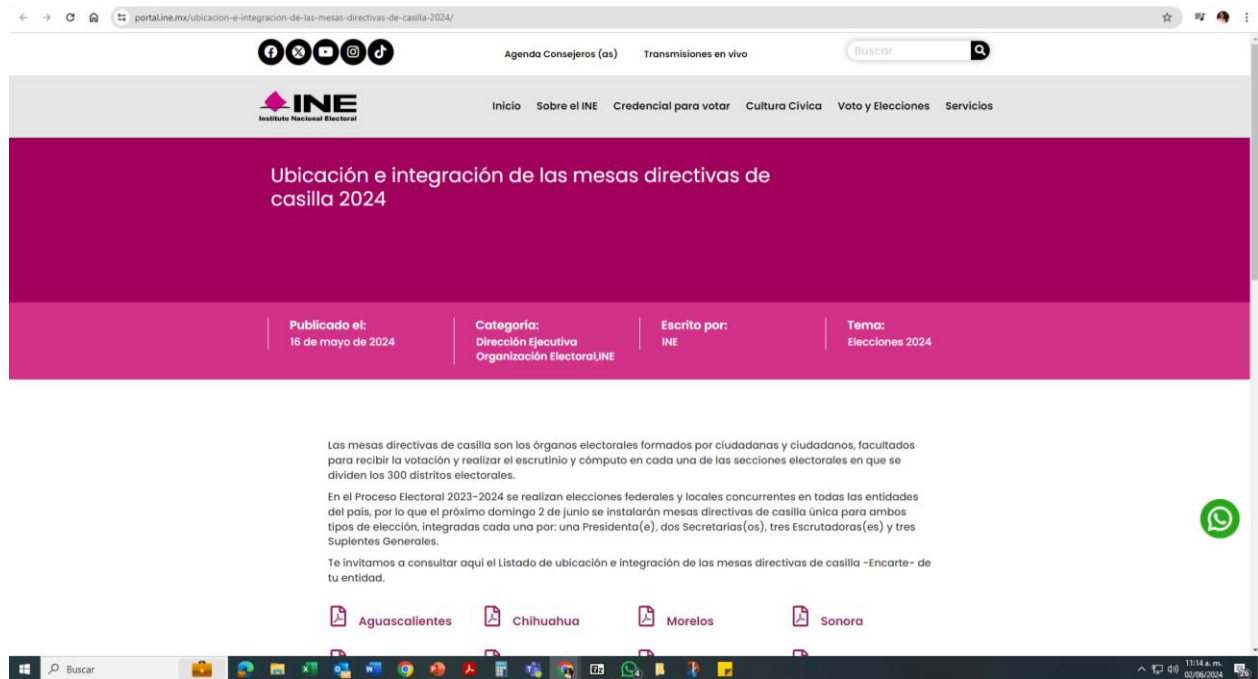 portal.ine.mx/ubicacion-e-integracion-de-las-mesas-directivas-de-casilla-2024/
Agenda Consejeros (as) Transmisiones en vivo Buscar
INE
Instituto Nacional Electoral
Inicio Sobre el INE Credencial para votar Cultura Cívica Voto y Elecciones Servicios
Ubicación e integración de las mesas directivas de
casilla 2024
Publicado el: Categoría: Escrito por: Tema:
16 de mayo de 2024 Dirección Ejecutiva INE Elecciones 2024
Organización Electoral,INE
Las mesas directivas de casilla son los órganos electorales formados por ciudadanas y ciudadanos, facultados
para recibir la votación y realizar el escrutinio y cómputo en cada una de las secciones electorales en que se
dividen los 300 distritos electorales.
En el Proceso Electoral 2023-2024 se realizan elecciones federales y locales concurrentes en todas las entidades
del país, por lo que el próximo domingo 2 de junio se instalarán mesas directivas de casilla única para ambos
tipos de elección, integradas cada una por: una Presidenta(e), dos Secretarias(os), tres Escrutadoras(es) y tres
Suplentes Generales.
Te invitamos a consultar aquí el Listado de ubicación e integración de las mesas directivas de casilla -Encarte- de
tu entidad.
Aguascalientes Chihuahua Morelos Sonora
Buscar 11:14 a. m.
02/06/2024